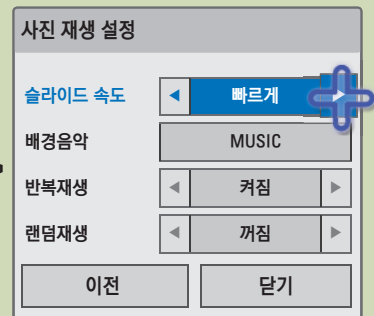 사진 재생 설정
슬라이드 속도 ◀ 빠르게 ▶
배경음악 MUSIC
반복재생 ◀ 켜짐 ▶
랜덤재생 ◀ 꺼짐 ▶
이전 닫기